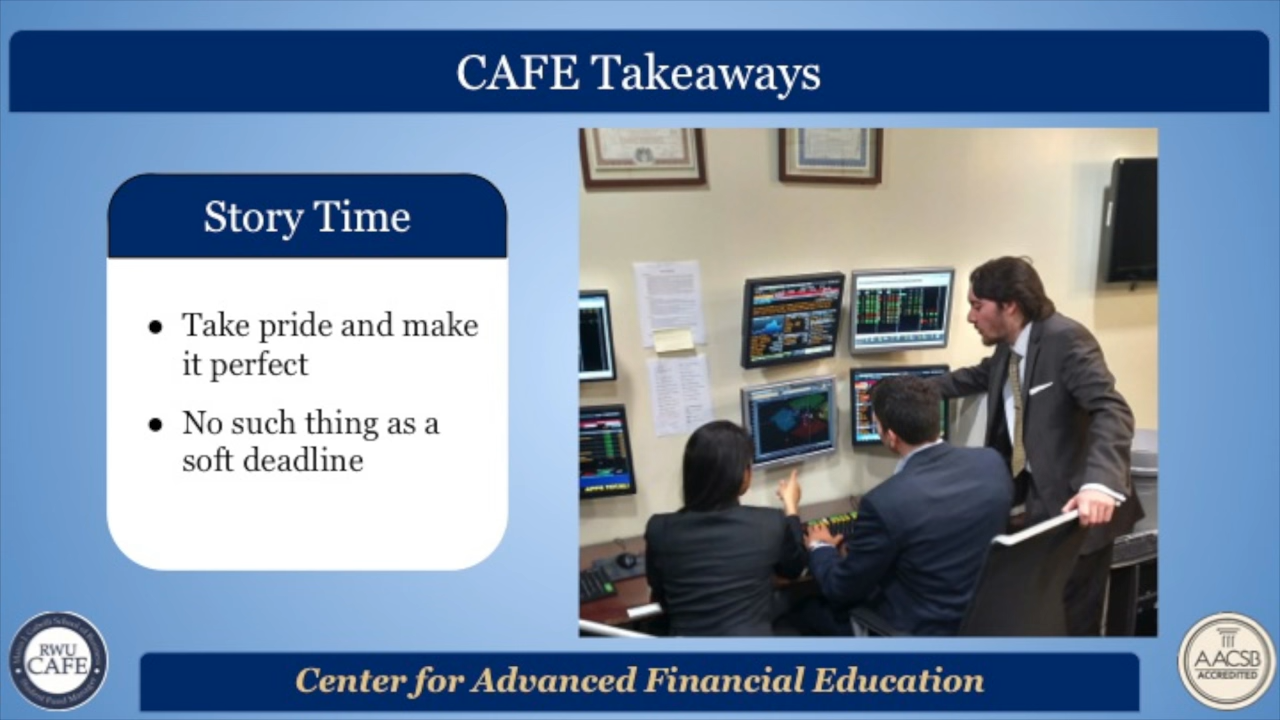 CAFE Takeaways
Story Time
● Take pride and make
it perfect
● No such thing as a
soft deadline
RWU
CAFE
Center for Advanced Financial Education
AACSB
ACCREDITED